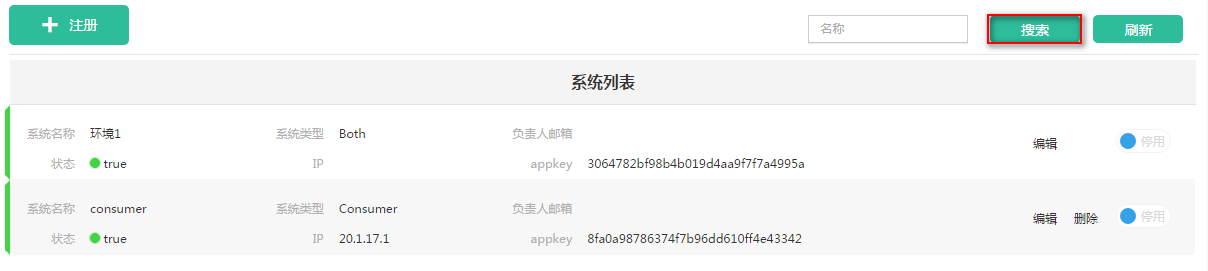 注册
名称 搜索 刷新
系统列表
系统名称 环境1 系统类型 Both 负责人邮箱
编辑 停用
状态 true IP appkey 3064782bf98b4b019d4aa9f7f7a4995a
系统名称 consumer 系统类型 Consumer 负责人邮箱
编辑 删除 停用
状态 true IP 20.1.17.1 appkey 8fa0a98786374f7b96dd610ff4e43342